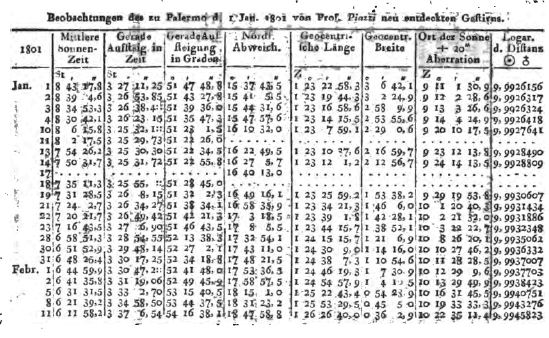 Beobachtungen des zu Palermo d. 1. Jan. 1801 von Prof. Piazzi neu entdeckten Gestirns.
1801 Mittlere Sonnen-Zeit Gerade Aufsteig. in Zeit Gerade Aufsteigung in Graden Nördl. Abweich. Geocentrische Länge Geocentr. Breite Ort der Sonne + 20" Aberration Logar. d. Distanz ☉ ♁
St St Z Z
Jan. 1 8 43 17,8 3 27 11,25 51 47 48,8 15 37 43,5 1 23 22 58,3 3 6 42,1 9 11 1 30,9 9,9926156
2 8 39 4,6 3 26 53,85 51 43 27,8 15 41 5,5 1 23 19 44,3 3 2 24,9 9 12 2 28,6 9,9926317
3 8 34 53,3 3 26 38,4 51 39 36,0 15 44 31,6 1 23 16 58,6 2 58 9,9 9 13 3 26,6 9,9926324
4 8 30 42,1 3 26 23,15 51 35 47,3 15 47 57,6 1 23 14 15,5 2 53 55,6 9 14 4 24,9 9,9926418
10 8 6 15,8 3 25 32,1 51 23 1,5 16 10 32,0 1 23 7 59,1 2 29 0,6 9 20 10 17,5 9,9927641
11 8 2 17,5 3 25 29,73 51 22 26,0
13 7 54 26,2 3 25 30,30 51 22 34,5 16 22 49,5 1 23 10 37,6 2 16 59,7 9 23 12 13,8 9,9928490
14 7 50 31,7 3 25 31,72 51 22 55,8 16 27 5,7 1 23 12 1,2 2 12 56,7 9 24 14 13,5 9,9928809
17 16 40 13,0
18 7 35 11,3 3 25 55, 51 28 45,0
19 7 31 28,5 3 26 8,15 51 32 2,3 16 49 16,1 1 23 25 59,2 1 53 38,2 9 29 19 53,8 9,9930607
21 7 24 2,7 3 26 34,27 51 38 34,1 16 58 35,9 1 23 34 21,3 1 46 6,0 10 1 20 40,3 9,9931434
22 7 20 21,7 3 26 49,42 51 42 21,3 17 3 18,5 1 23 39 1,8 1 42 28,1 10 2 21 32,0 9,9931886
23 7 16 43,5 3 27 6,90 51 46 43,5 17 8 5,5 1 23 44 15,7 1 38 52,1 10 3 22 22,7 9,9932348
28 6 58 51,3 3 28 54,55 52 13 38,3 17 32 54,1 1 24 15 15,7 1 21 6,9 10 8 26 20,1 9,9935062
30 6 51 52,9 3 29 48,14 52 27 2,1 17 43 11,0 1 24 30 9,0 1 14 16,0 10 10 27 46,2 9,9936332
31 6 48 26,4 3 30 17,25 52 34 18,8 17 48 21,5 1 24 38 7,3 1 10 54,6 10 11 28 28,5 9,9937007
Febr. 1 6 44 59,9 3 30 47,2 52 41 48,0 17 53 36,5 1 24 46 19,3 1 7 30,9 10 12 29 9,6 9,9937703
2 6 41 35,8 3 31 19,06 52 49 45,9 17 58 57,5 1 24 54 57,9 1 4 10,5 10 13 29 49,9 9,9938423
5 6 31 31,5 3 33 2,70 53 15 40,5 18 15 1,0 1 25 22 43,4 0 54 28,9 10 16 31 45,5 9,9940751
8 6 21 39,2 3 34 58,50 53 44 37,5 18 31 23,2 1 25 53 29,5 0 45 5,0 10 19 33 33,3 9,9943276
11 6 11 58,2 3 37 6,54 54 16 38,1 18 47 58,8 1 26 26 40,0 0 36 2,9 10 22 35 11,4 9,9945823